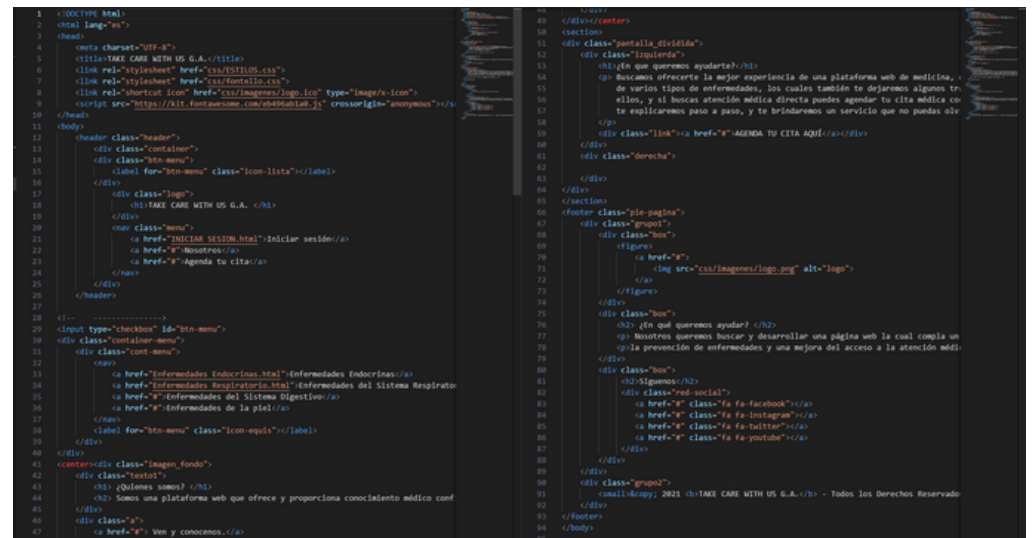 1 <!DOCTYPE html>
2 <html lang="es">
3 <head>
4 <meta charset="UTF-8">
5 <title>TAKE CARE WITH US G.A.</title>
6 <link rel="stylesheet" href="css/ESTILOS.css">
7 <link rel="stylesheet" href="css/fontello.css">
8 <link rel="shortcut icon" href="css/imagenes/logo.ico" type="image/x-icon">
9 <script src="https://kit.fontawesome.com/eb496ab1a0.js" crossorigin="anonymous"></s
10 </head>
11 <body>
12 <header class="header">
13 <div class="container">
14 <div class="btn-menu">
15 <label for="btn-menu" class="icon-lista"></label>
16 </div>
17 <div class="logo">
18 <h1>TAKE CARE WITH US G.A. </h1>
19 </div>
20 <nav class="menu">
21 <a href="INICIAR SESION.html">Iniciar sesión</a>
22 <a href="#">Nosotros</a>
23 <a href="#">Agenda tu cita</a>
24 </nav>
25 </div>
26 </header>
27
28 <!-- --------------->
29 <input type="checkbox" id="btn-menu">
30 <div class="container-menu">
31 <div class="cont-menu">
32 <nav>
33 <a href="Enfermedades Endocrinas.html">Enfermedades Endocrinas</a>
34 <a href="Enfermedades Respiratorio.html">Enfermedades del Sistema Respirato
35 <a href="#">Enfermedades del Sistema Digestivo</a>
36 <a href="#">Enfermedades de la piel</a>
37 </nav>
38 <label for="btn-menu" class="icon-equis"></label>
39 </div>
40 </div>
41 <center><div class="imagen_fondo">
42 <div class="texto1">
43 <h1> ¿Quienes somos? </h1>
44 <h2> Somos una plataforma web que ofrece y proporciona conocimiento médico conf
45 </div>
46 <div class="a">
47 <a href="#"> Ven y conocenos.</a>
48 </div>
49 </div></center>
50 <section>
51 <div class="pantalla_dividida">
52 <div class="izquierda">
53 <h1>¿En que queremos ayudarte?</h1>
54 <p> Buscamos ofrecerte la mejor experiencia de una plataforma web de medicina,
55 de varios tipos de enfermedades, los cuales también te dejaremos algunos tr
56 ellos, y si buscas atención médica directa puedes agendar tu cita médica co
57 te explicaremos paso a paso, y te brindaremos un servicio que no puedas olv
58 </p>
59 <div class="link"><a href="#">AGENDA TU CITA AQUÍ</a></div>
60 </div>
61 <div class="derecha">
62
63 </div>
64 </div>
65 </section>
66 <footer class="pie-pagina">
67 <div class="grupo1">
68 <div class="box">
69 <figure>
70 <a href="#">
71 <img src="css/imagenes/logo.png" alt="logo">
72 </a>
73 </figure>
74 </div>
75 <div class="box">
76 <h2> ¿En qué queremos ayudar? </h2>
77 <p> Nosotros queremos buscar y desarrollar una página web la cual compla un
78 <p>la prevención de enfermedades y una mejora del acceso a la atención médi
79 </div>
80 <div class="box">
81 <h2>Siguenos</h2>
82 <div class="red-social">
83 <a href="#" class="fa fa-facebook"></a>
84 <a href="#" class="fa fa-instagram"></a>
85 <a href="#" class="fa fa-twitter"></a>
86 <a href="#" class="fa fa-youtube"></a>
87 </div>
88 </div>
89 </div>
90 <div class="grupo2">
91 <small>&copy; 2021 <b>TAKE CARE WITH US G.A.</b> - Todos los Derechos Reservado
92 </div>
93 </footer>
94 </body>